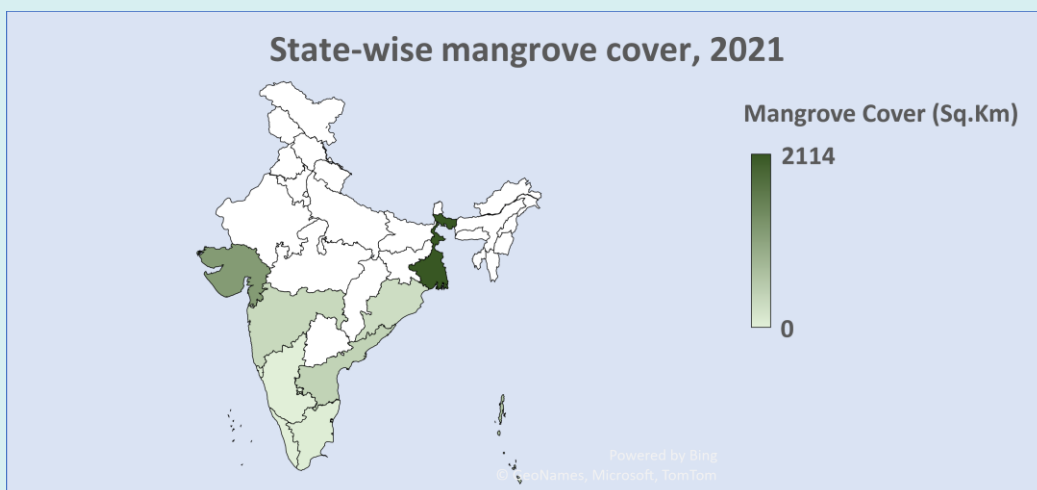 State-wise mangrove cover, 2021
Mangrove Cover (Sq.Km)
2114
0
Powered by Bing
© GeoNames, Microsoft, TomTom